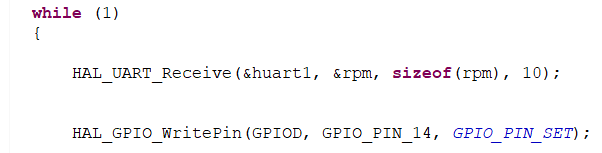 while (1)
{
HAL_UART_Receive(&huart1, &rpm, sizeof(rpm), 10);
HAL_GPIO_WritePin(GPIOD, GPIO_PIN_14, GPIO_PIN_SET);